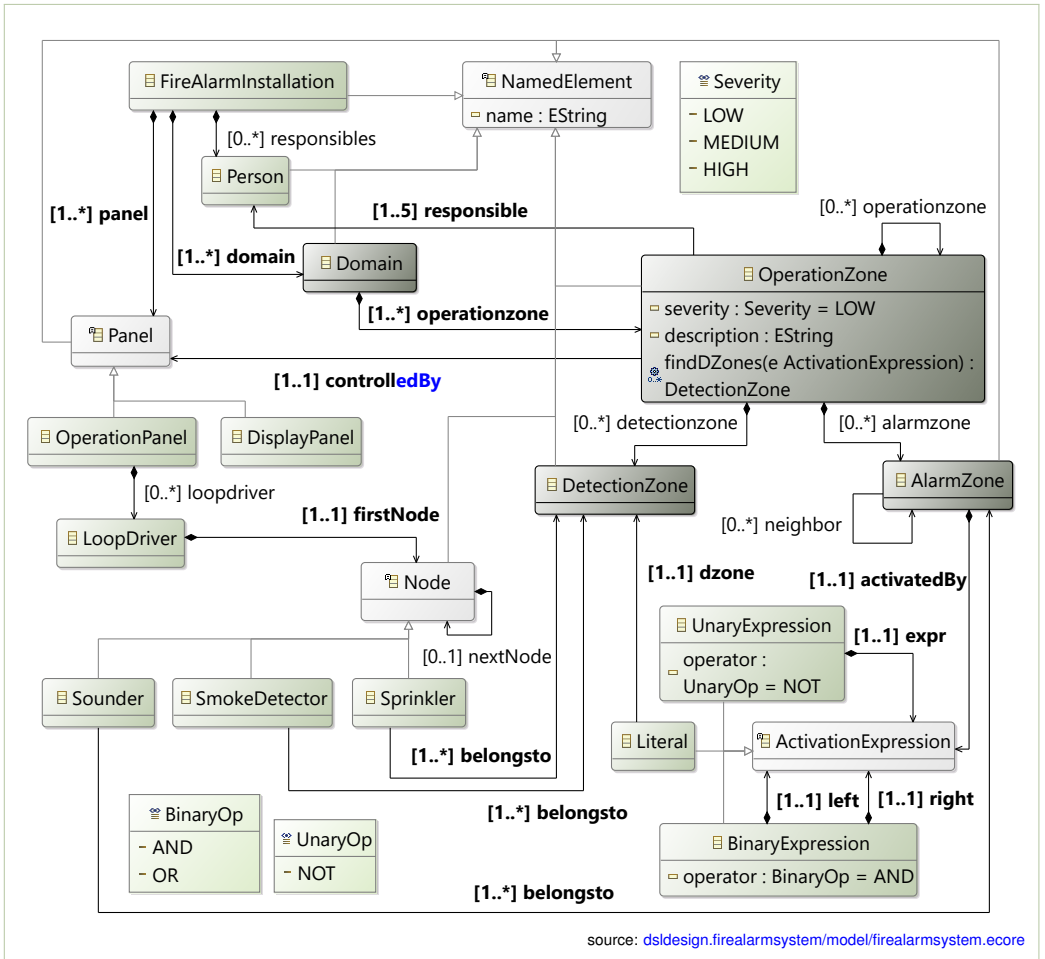 FireAlarmInstallation
NamedElement
name : EString
Severity
LOW
MEDIUM
HIGH
[0..*] responsibles
Person
[1..*] panel
[1..5] responsible
[0..*] operationzone
[1..*] domain
Domain
[1..*] operationzone
OperationZone
severity : Severity = LOW
description : EString
findDZones(e ActivationExpression) :
DetectionZone
0..*
Panel
[1..1] controlledBy
OperationPanel
DisplayPanel
[0..*] detectionzone
[0..*] alarmzone
[0..*] loopdriver
[1..1] firstNode
DetectionZone
AlarmZone
LoopDriver
[0..*] neighbor
Node
[1..1] dzone
[1..1] activatedBy
[0..1] nextNode
UnaryExpression
operator :
UnaryOp = NOT
[1..1] expr
Sounder
SmokeDetector
Sprinkler
[1..*] belongsto
Literal
ActivationExpression
[1..*] belongsto
[1..1] left
[1..1] right
BinaryOp
AND
OR
UnaryOp
NOT
BinaryExpression
operator : BinaryOp = AND
[1..*] belongsto
source: dsldesign.firealarmsystem/model/firealarmsystem.ecore